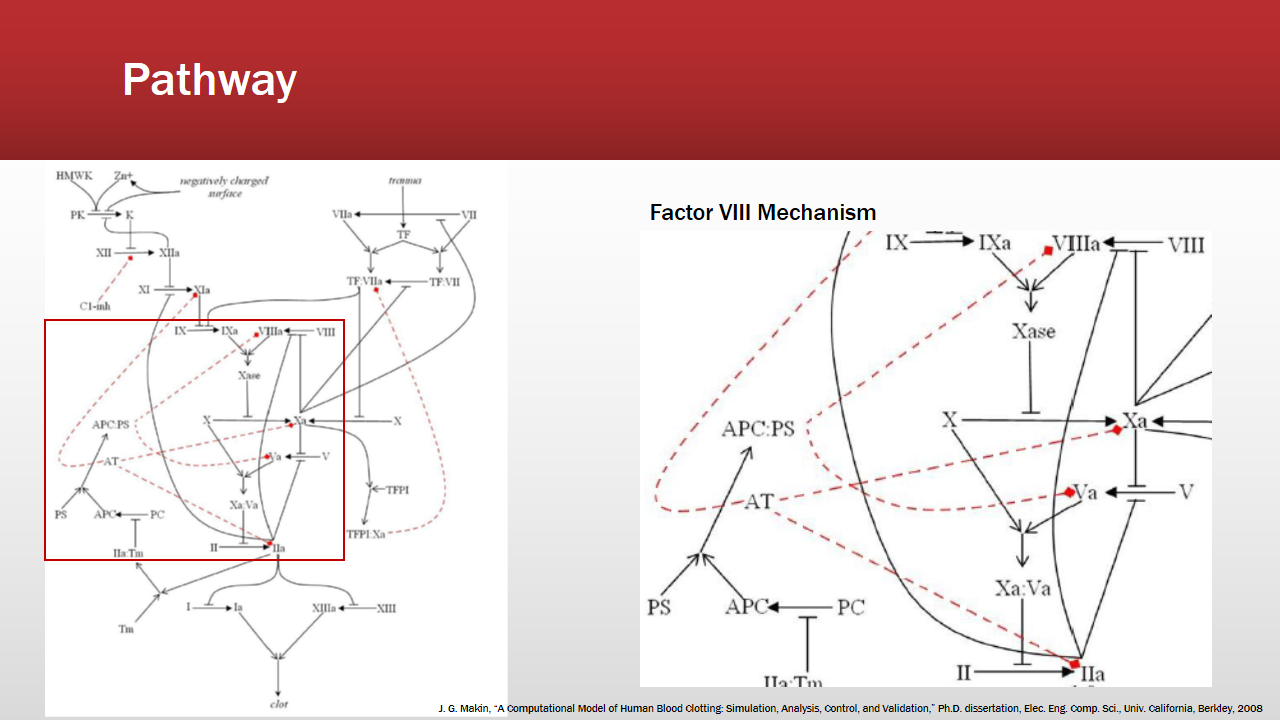 Pathway
HMWK Zn+ negatively charged
surface
trauma
PK K
VIIa VII
TF
XII XIIa
TF:VIIa TF:VII
XI XIa
C1-inh
IX IXa VIIIa VIII
Xase
X Xa X
APC:PS
AT
Va V
TFPI
Xa:Va
PS APC PC
TFPI:Xa
II IIa
IIa:Tm
I Ia XIIIa XIII
Tm
clot
Factor VIII Mechanism
IX IXa VIIIa VIII
Xase
X Xa
APC:PS
AT Va V
Xa:Va
PS APC PC
II IIa
IIa:Tm
J. G. Makin, “A Computational Model of Human Blood Clotting: Simulation, Analysis, Control, and Validation,” Ph.D. dissertation, Elec. Eng. Comp. Sci., Univ. California, Berkley, 2008